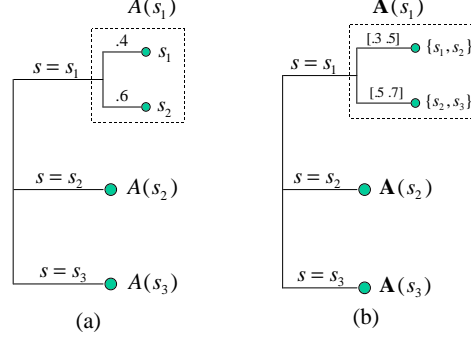 A(s₁)
.4
s₁
s = s₁
.6
s₂
s = s₂
A(s₂)
s = s₃
A(s₃)
(a)
𝐀(s₁)
[.3 .5]
{s₁, s₂}
s = s₁
[.5 .7]
{s₂, s₃}
s = s₂
𝐀(s₂)
s = s₃
𝐀(s₃)
(b)